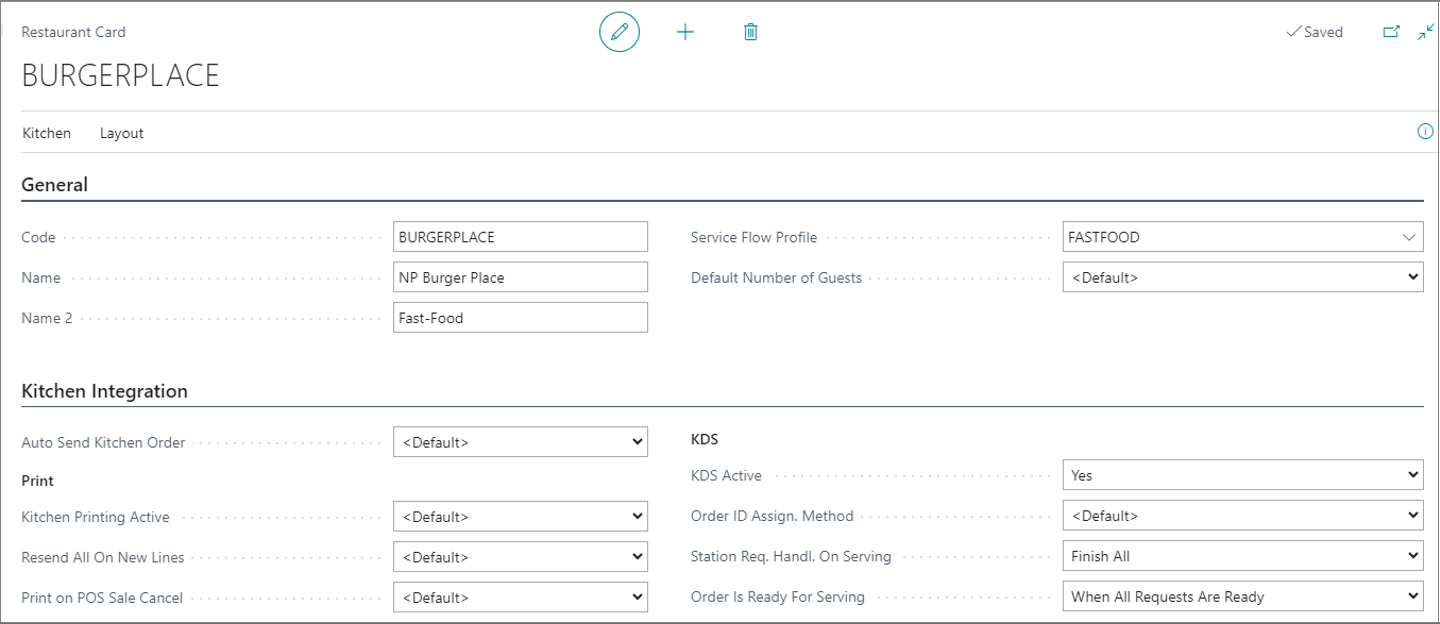 Restaurant Card
Saved
BURGERPLACE
Kitchen Layout
General
Code BURGERPLACE
Name NP Burger Place
Name 2 Fast-Food
Service Flow Profile FASTFOOD
Default Number of Guests <Default>
Kitchen Integration
Auto Send Kitchen Order <Default>
Print
Kitchen Printing Active <Default>
Resend All On New Lines <Default>
Print on POS Sale Cancel <Default>
KDS
KDS Active Yes
Order ID Assign. Method <Default>
Station Req. Handl. On Serving Finish All
Order Is Ready For Serving When All Requests Are Ready